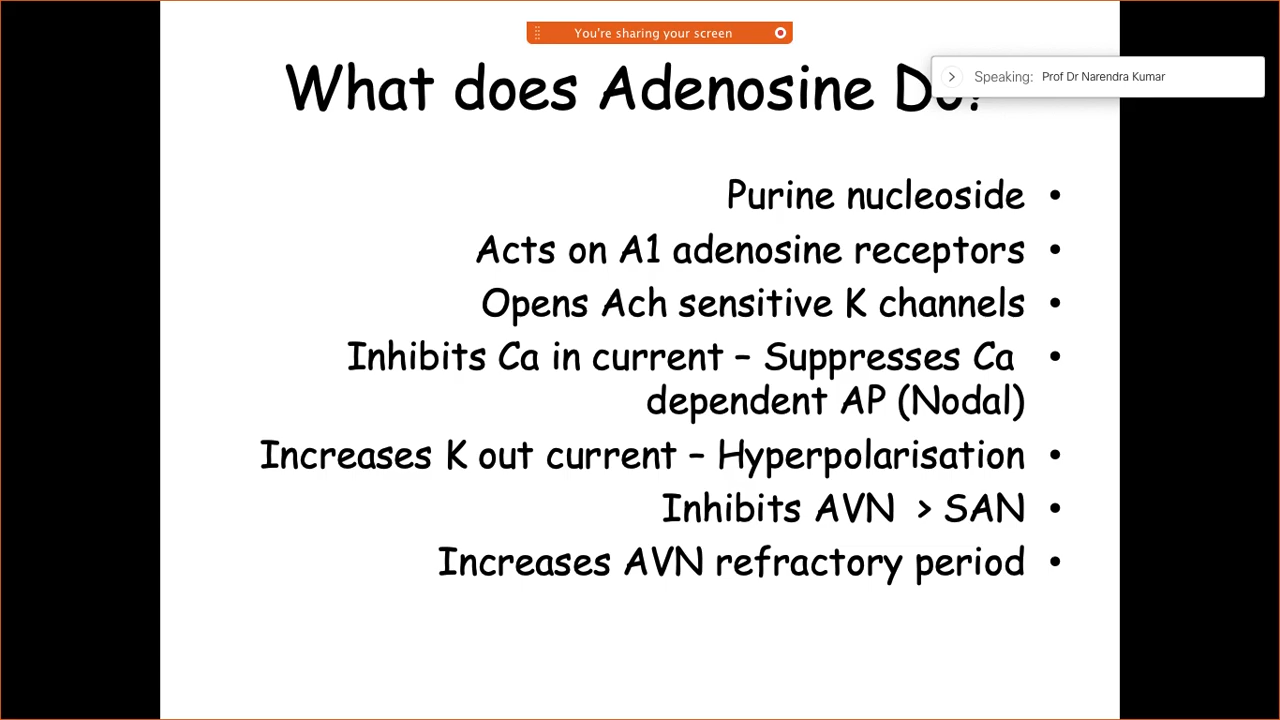 You're sharing your screen
Speaking: Prof Dr Narendra Kumar
What does Adenosine Do?
Purine nucleoside •
Acts on A1 adenosine receptors •
Opens Ach sensitive K channels •
Inhibits Ca in current – Suppresses Ca •
dependent AP (Nodal)
Increases K out current – Hyperpolarisation •
Inhibits AVN > SAN •
Increases AVN refractory period •